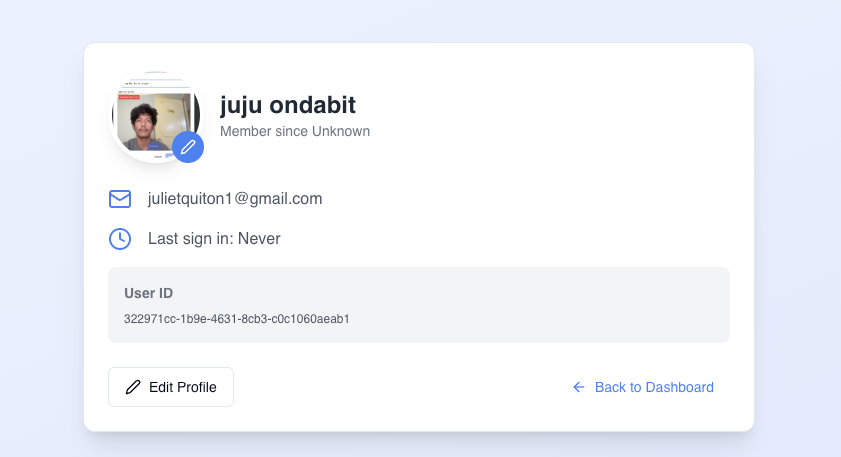 juju ondabit
Member since Unknown
julietquiton1@gmail.com
Last sign in: Never
User ID
322971cc-1b9e-4631-8cb3-c0c1060aeab1
Edit Profile
Back to Dashboard